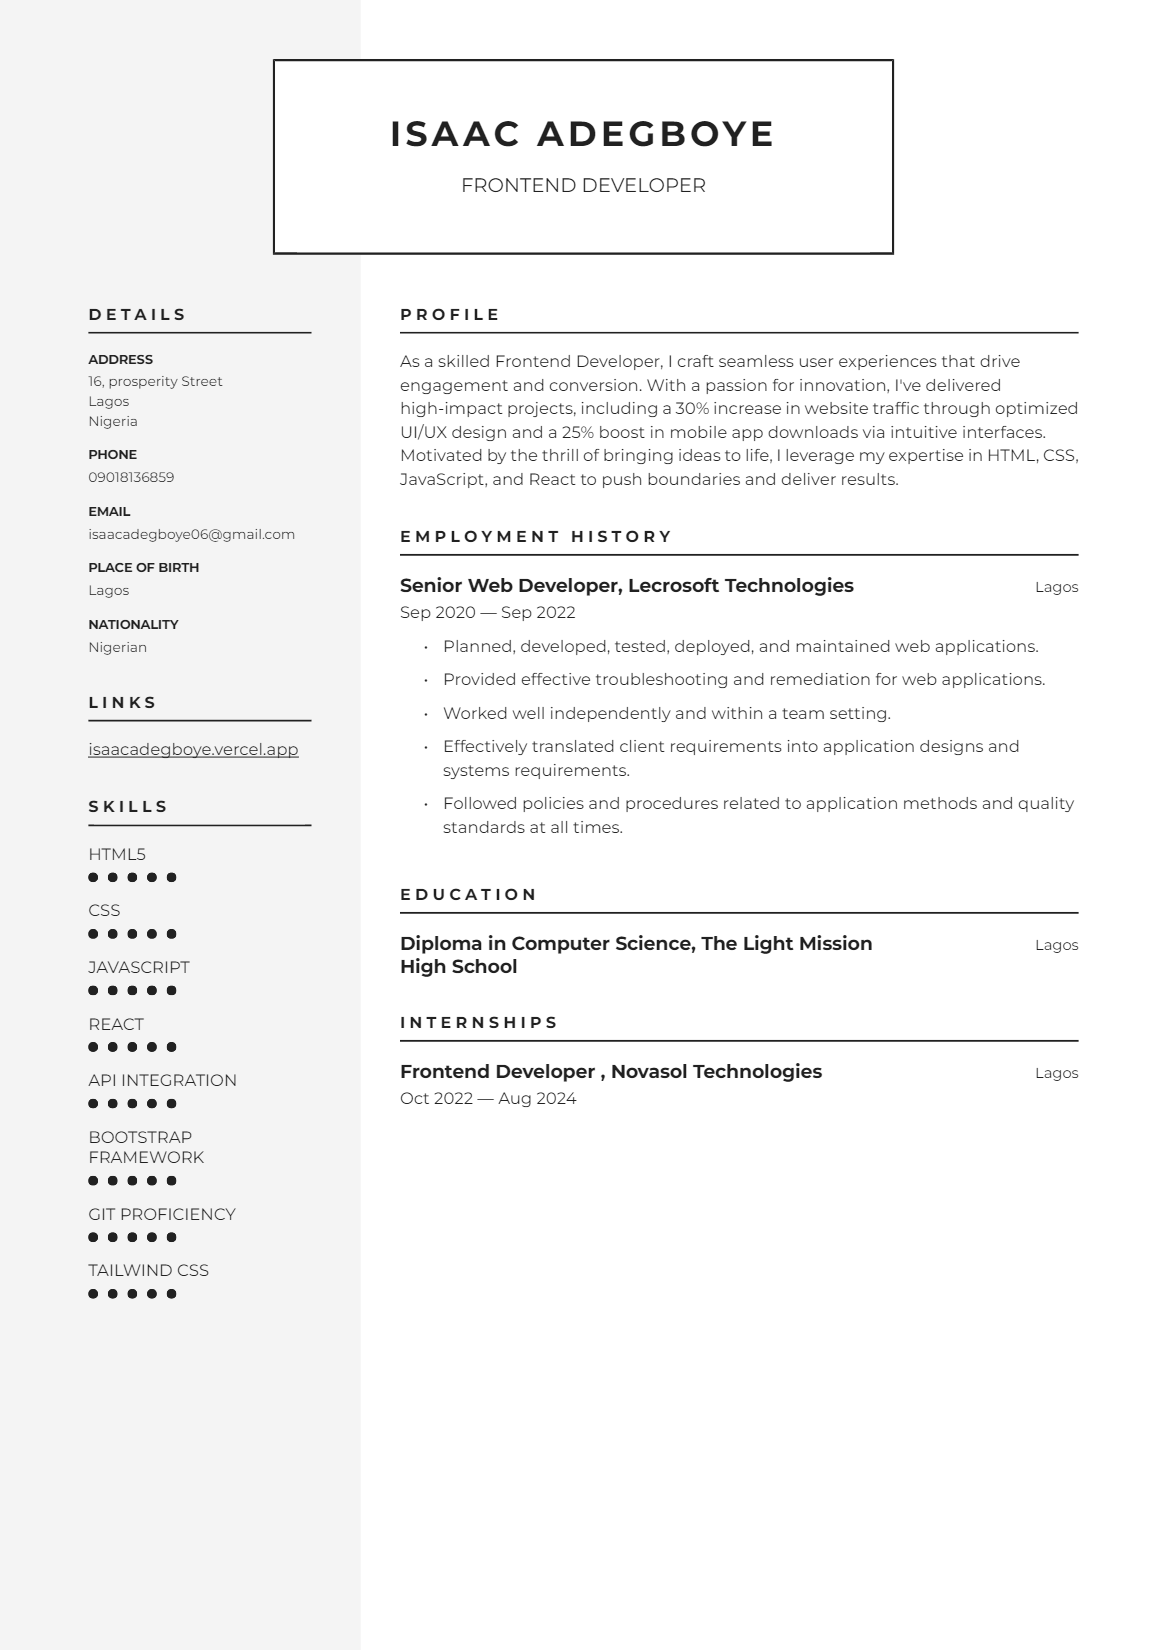 ISAAC ADEGBOYE
FRONTEND DEVELOPER
DETAILS
ADDRESS
16, prosperity Street
Lagos
Nigeria
PHONE
09018136859
EMAIL
isaacadegboye06@gmail.com
PLACE OF BIRTH
Lagos
NATIONALITY
Nigerian
LINKS
isaacadegboye.vercel.app
SKILLS
HTML5
CSS
JAVASCRIPT
REACT
API INTEGRATION
BOOTSTRAP
FRAMEWORK
GIT PROFICIENCY
TAILWIND CSS
PROFILE
As a skilled Frontend Developer, I craft seamless user experiences that drive
engagement and conversion. With a passion for innovation, I've delivered
high-impact projects, including a 30% increase in website traffic through optimized
UI/UX design and a 25% boost in mobile app downloads via intuitive interfaces.
Motivated by the thrill of bringing ideas to life, I leverage my expertise in HTML, CSS,
JavaScript, and React to push boundaries and deliver results.
EMPLOYMENT HISTORY
Senior Web Developer, Lecrosoft Technologies Lagos
Sep 2020 — Sep 2022
• Planned, developed, tested, deployed, and maintained web applications.
• Provided effective troubleshooting and remediation for web applications.
• Worked well independently and within a team setting.
• Effectively translated client requirements into application designs and
systems requirements.
• Followed policies and procedures related to application methods and quality
standards at all times.
EDUCATION
Diploma in Computer Science, The Light Mission Lagos
High School
INTERNSHIPS
Frontend Developer , Novasol Technologies Lagos
Oct 2022 — Aug 2024